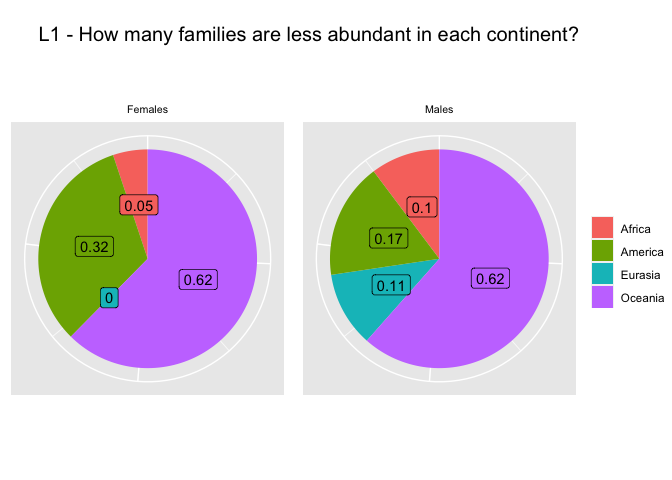 L1 - How many families are less abundant in each continent?
Females
Males
0.05
0.32
0.62
0
0.1
0.17
0.11
0.62
Africa
America
Eurasia
Oceania